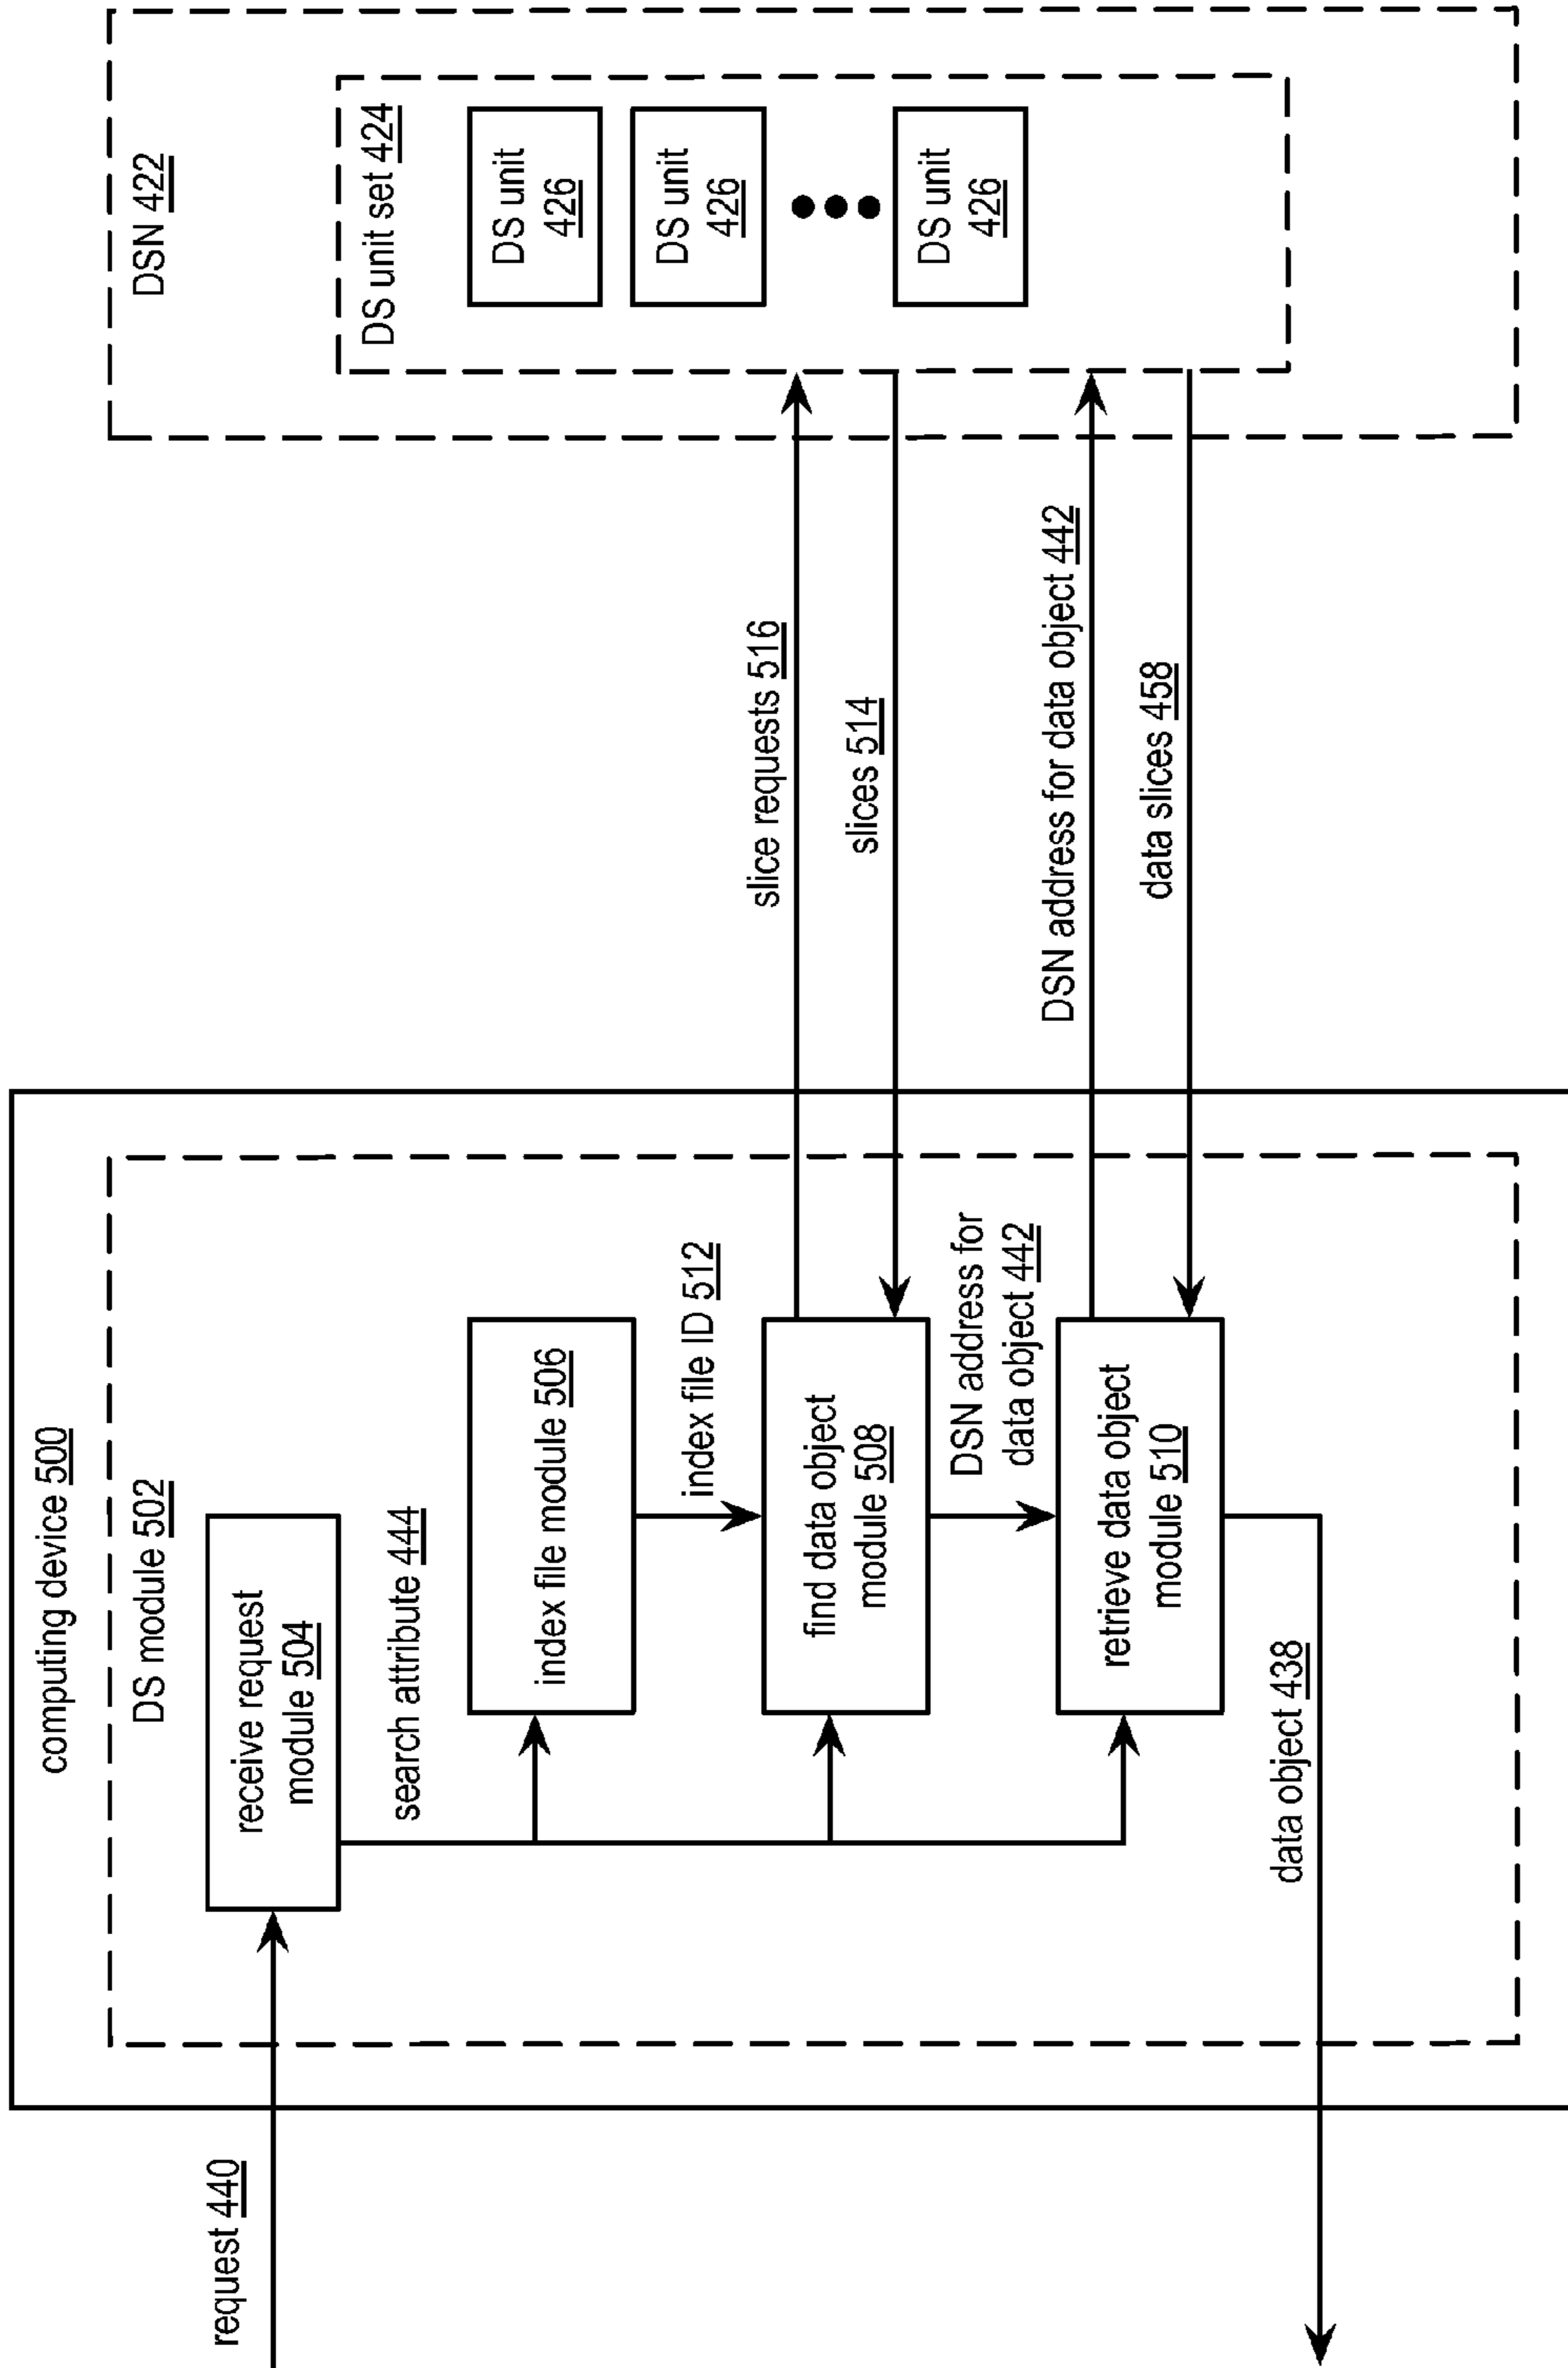 computing device 500
DS module 502
request 440
receive request
module 504
search attribute 444
index file module 506
index file ID 512
find data object
module 508
DSN address for
data object 442
retrieve data object
module 510
data object 438
slice requests 516
slices 514
DSN address for data object 442
data slices 458
DSN 422
DS unit set 424
DS unit
426
DS unit
426
DS unit
426